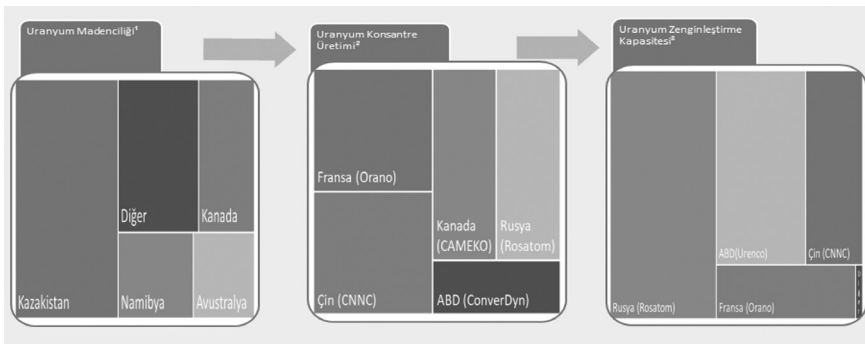 Uranyum Madenciliği¹
Kazakistan
Diğer
Kanada
Namibya
Avustralya
Uranyum Konsantre
Üretimi²
Fransa (Orano)
Çin (CNNC)
Kanada
(CAMEKO)
Rusya
(Rosatom)
ABD (ConverDyn)
Uranyum Zenginleştirme
Kapasitesi²
Rusya (Rosatom)
ABD(Urenco)
Çin (CNNC)
Fransa (Orano)